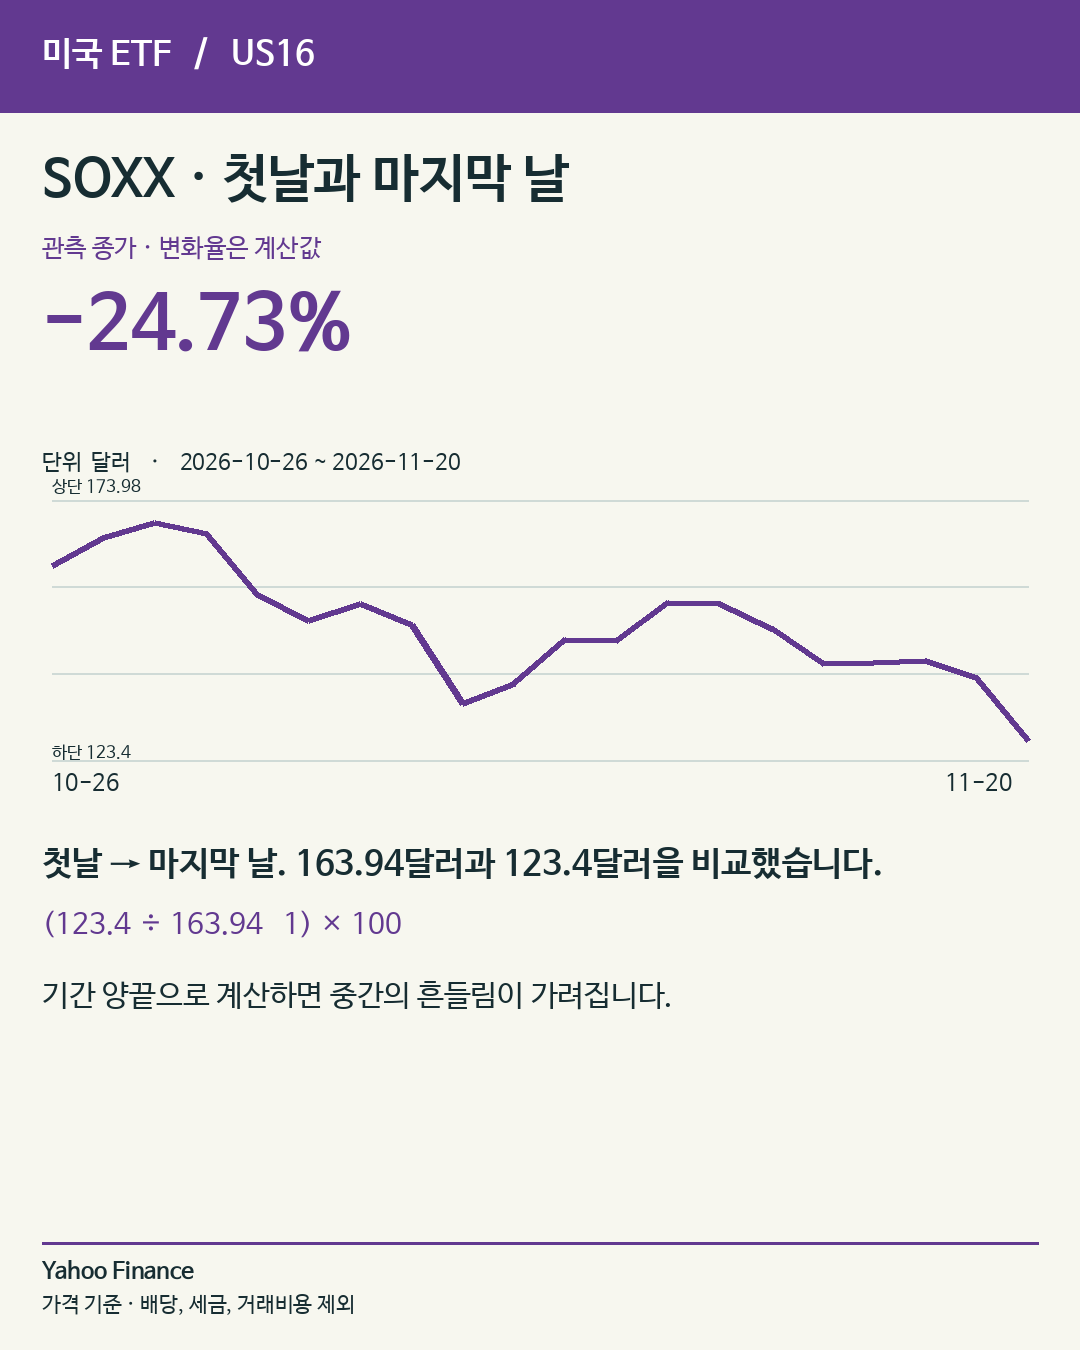 미국 ETF / US16
SOXX · 첫날과 마지막 날
관측 종가 · 변화율은 계산값
-24.73%
단위 달러 · 2026-10-26 ~ 2026-11-20
상단 173.98
하단 123.4
10-26 11-20
첫날 → 마지막 날. 163.94달러과 123.4달러을 비교했습니다.
(123.4 ÷ 163.94 1) × 100
기간 양끝으로 계산하면 중간의 흔들림이 가려집니다.
Yahoo Finance
가격 기준 · 배당, 세금, 거래비용 제외